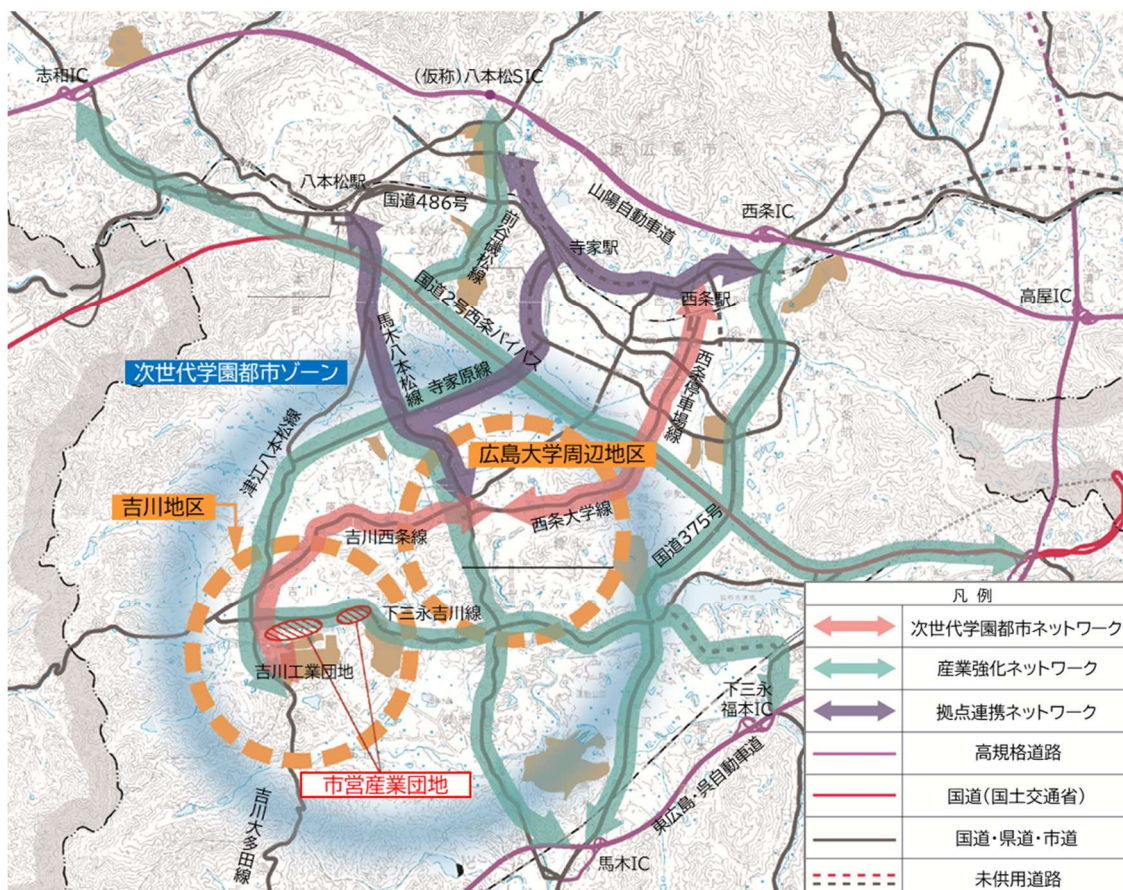 志和IC
(仮称)八本松SIC
東広島市
八本松駅
国道486号
山陽自動車道
西条IC
前谷磯松線
寺家駅
西条駅
高屋IC
国道2号西条バイパス
馬木八本松線
西条停車場線
次世代学園都市ゾーン
寺家原線
広島大学周辺地区
津江八本松線
吉川地区
吉川西条線
西条大学線
国道375号
下三永吉川線
吉川工業団地
下三永
福本IC
市営産業団地
東広島・呉自動車道
吉川大多田線
馬木IC
凡例
次世代学園都市ネットワーク
産業強化ネットワーク
拠点連携ネットワーク
高規格道路
国道(国土交通省)
国道・県道・市道
未供用道路